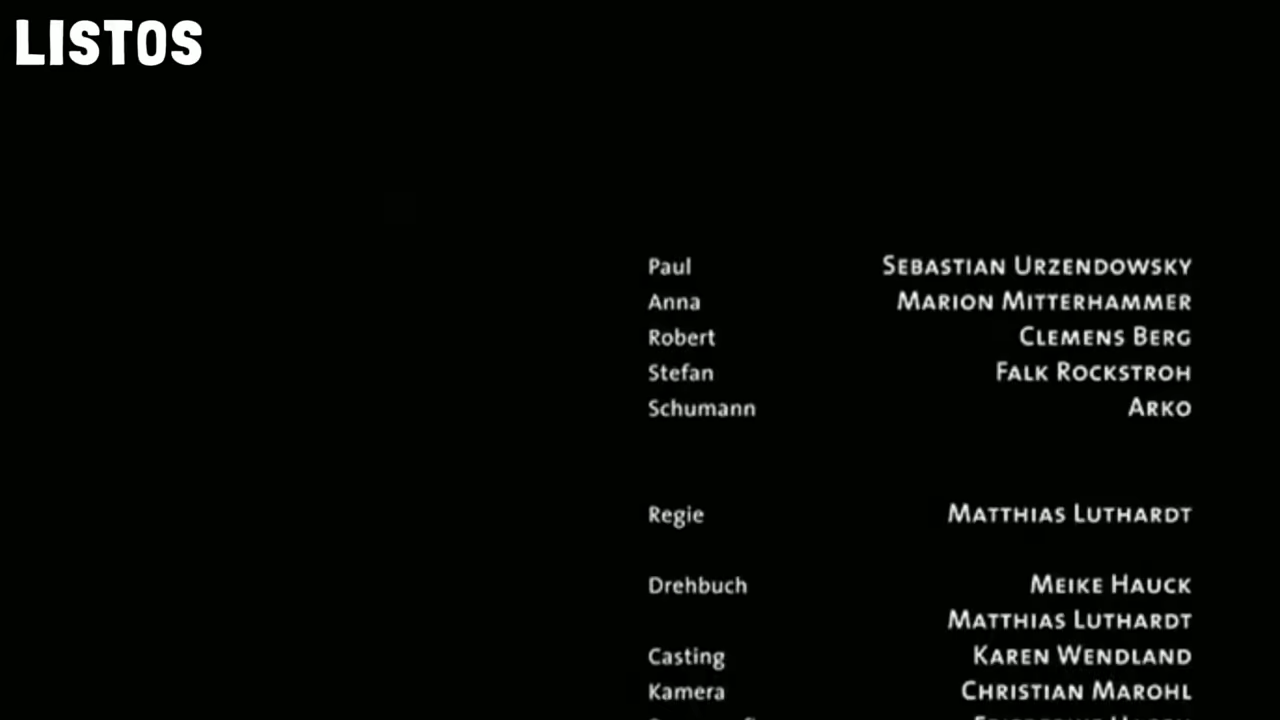 LISTOS
Paul SEBASTIAN URZENDOWSKY
Anna MARION MITTERHAMMER
Robert CLEMENS BERG
Stefan FALK ROCKSTROH
Schumann ARKO
Regie MATTHIAS LUTHARDT
Drehbuch MEIKE HAUCK
MATTHIAS LUTHARDT
Casting KAREN WENDLAND
Kamera CHRISTIAN MAROHL